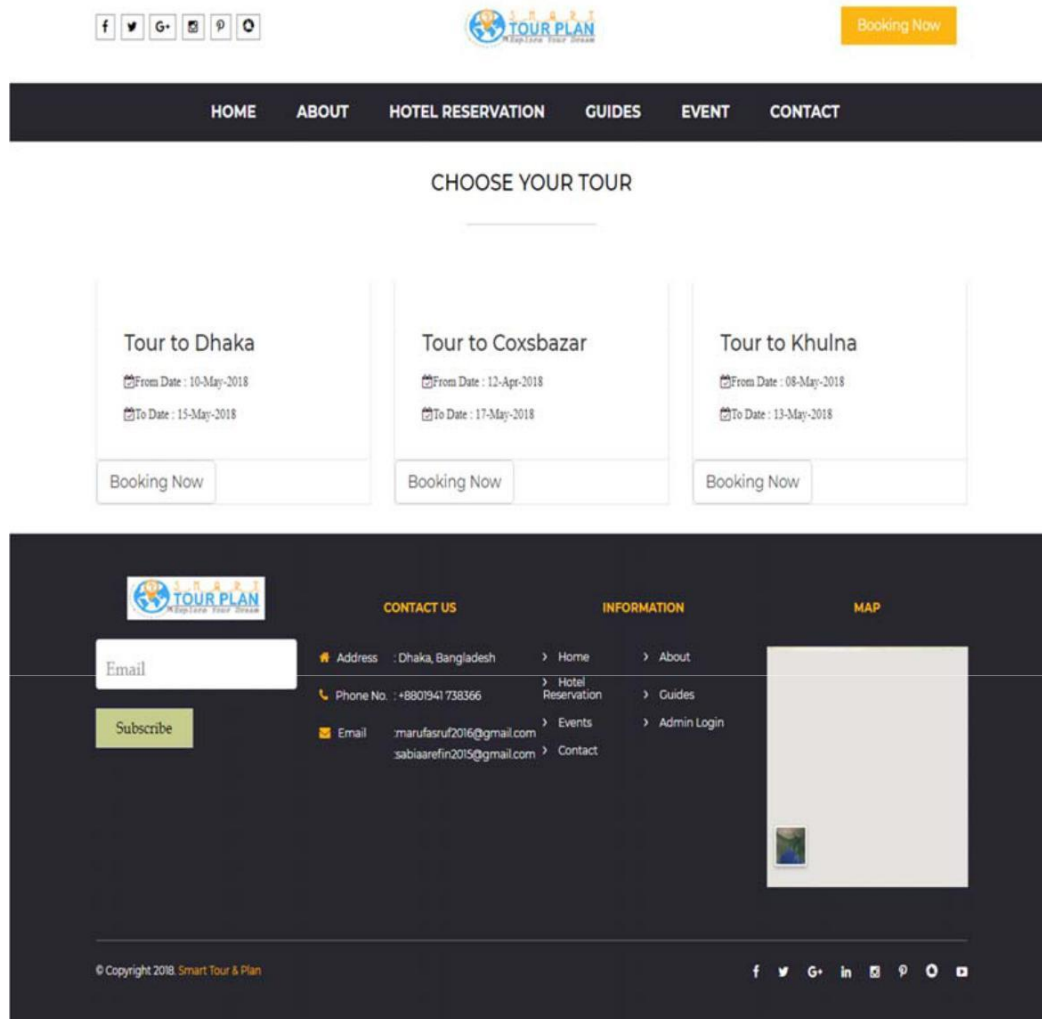 SMART
TOUR PLAN
Explore Your Dream
Booking Now
HOME ABOUT HOTEL RESERVATION GUIDES EVENT CONTACT
CHOOSE YOUR TOUR
Tour to Dhaka
From Date : 10-May-2018
To Date : 15-May-2018
Booking Now
Tour to Coxsbazar
From Date : 12-Apr-2018
To Date : 17-May-2018
Booking Now
Tour to Khulna
From Date : 08-May-2018
To Date : 13-May-2018
Booking Now
SMART
TOUR PLAN
Explore Your Dream
Email
Subscribe
CONTACT US
Address : Dhaka, Bangladesh
Phone No. : +8801941 738366
Email :marufasruf2016@gmail.com
:sabiaarefin2015@gmail.com
INFORMATION
Home
Hotel
Reservation
Events
Contact
About
Guides
Admin Login
MAP
© Copyright 2018. Smart Tour & Plan